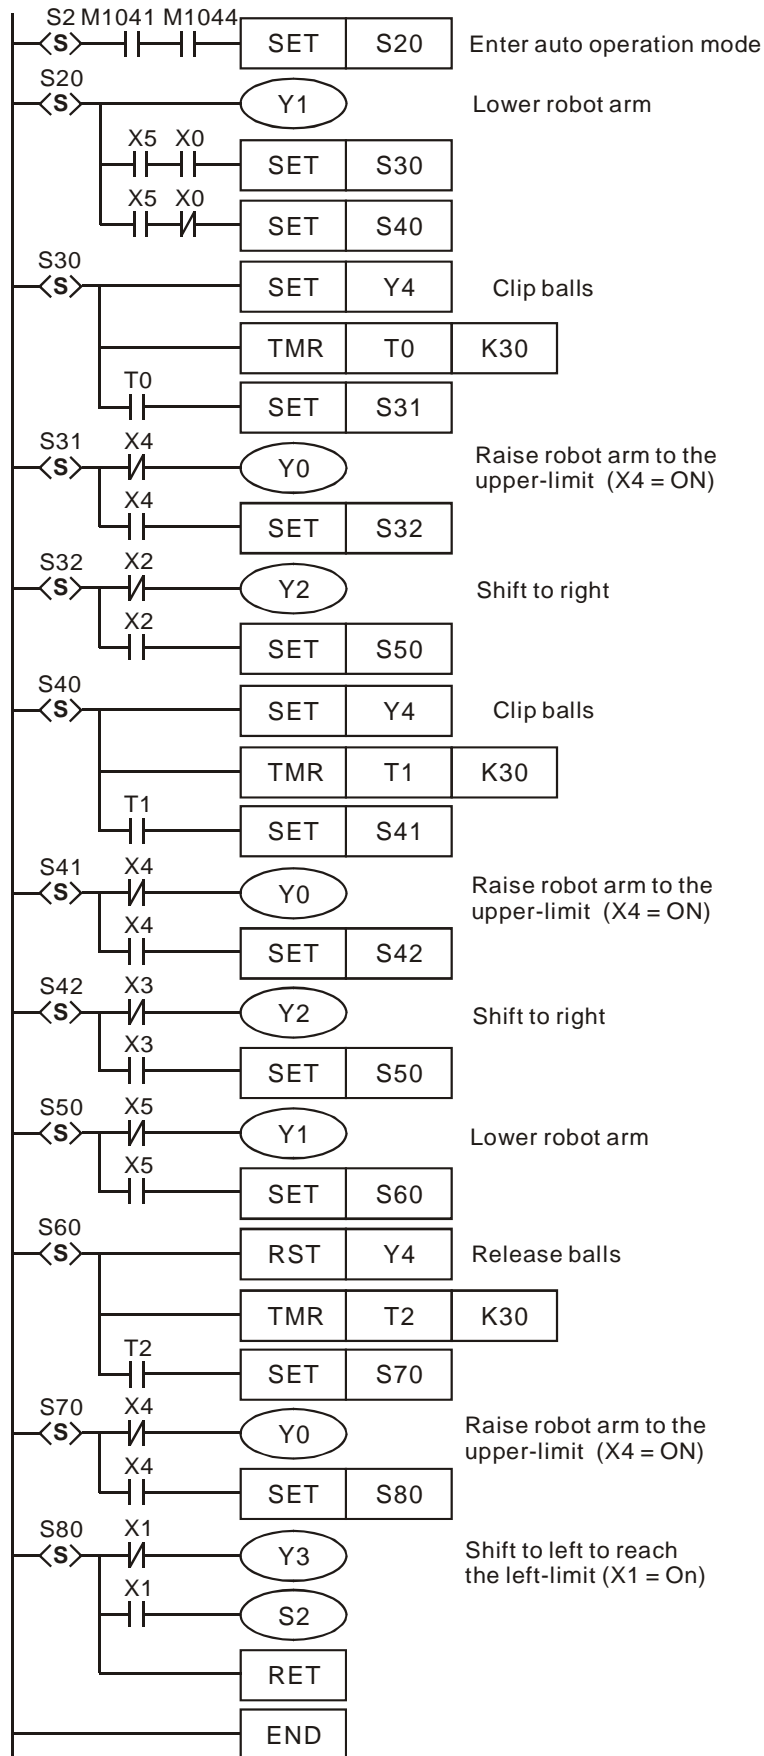 S2 M1041 M1044
S SET S20 Enter auto operation mode
S20
S Y1 Lower robot arm
X5 X0
SET S30
X5 X0
SET S40
S30
S SET Y4 Clip balls
TMR T0 K30
T0
SET S31
S31 X4
S Y0 Raise robot arm to the
upper-limit (X4 = ON)
X4
SET S32
S32 X2
S Y2 Shift to right
X2
SET S50
S40
S SET Y4 Clip balls
TMR T1 K30
T1
SET S41
S41 X4
S Y0 Raise robot arm to the
upper-limit (X4 = ON)
X4
SET S42
S42 X3
S Y2 Shift to right
X3
SET S50
S50 X5
S Y1 Lower robot arm
X5
SET S60
S60
S RST Y4 Release balls
TMR T2 K30
T2
SET S70
S70 X4
S Y0 Raise robot arm to the
upper-limit (X4 = ON)
X4
SET S80
S80 X1
S Y3 Shift to left to reach
the left-limit (X1 = On)
X1
S2
RET
END